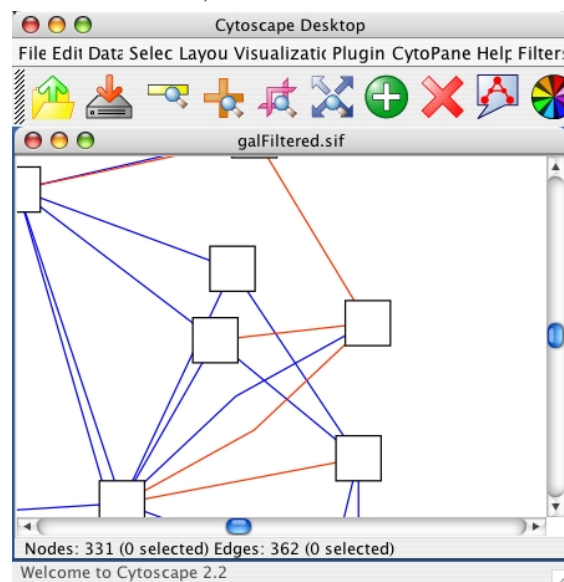 Cytoscape Desktop
File Edit Data Selec Layou Visualizatic Plugin CytoPane Help Filters
galFiltered.sif
Nodes: 331 (0 selected) Edges: 362 (0 selected)
Welcome to Cytoscape 2.2